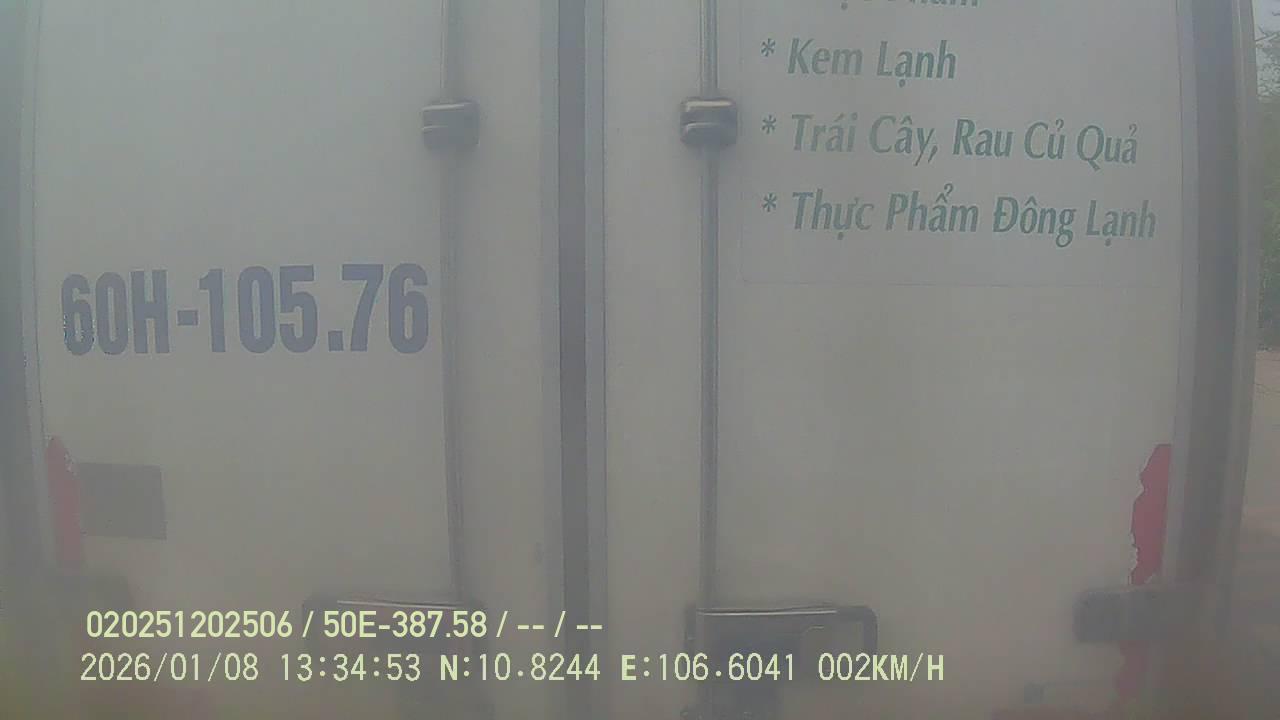 * Kem Lạnh
* Trái Cây, Rau Củ Quả
* Thực Phẩm Đông Lạnh
60H-105.76
020251202506 / 50E-387.58 / -- / --
2026/01/08 13:34:53 N:10.8244 E:106.6041 002KM/H